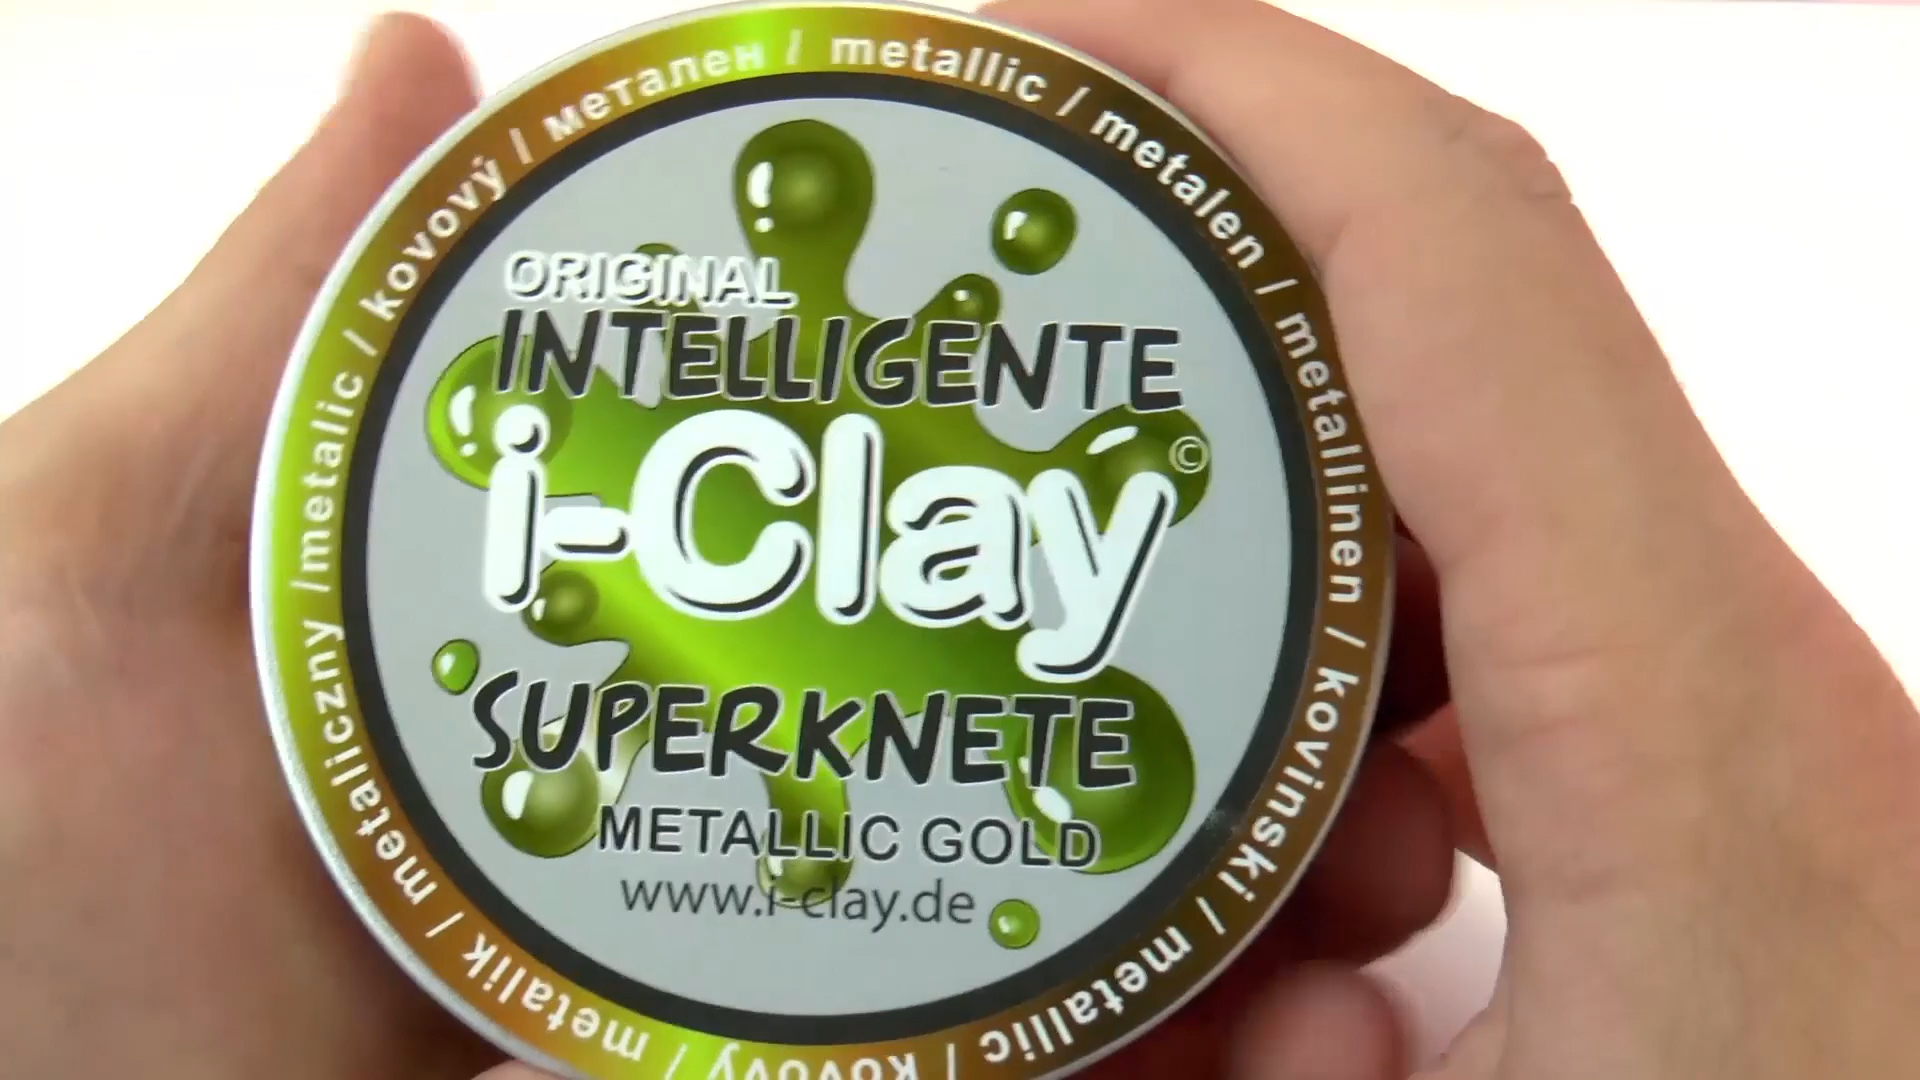 ORIGINAL
INTELLIGENTE
i-Clay©
SUPERKNETE
METALLIC GOLD
www.i-clay.de
metallic / metalen / metallinen / kovinski / metallic / kovový / metalik / metaliczny /metalic / kovový / метален /